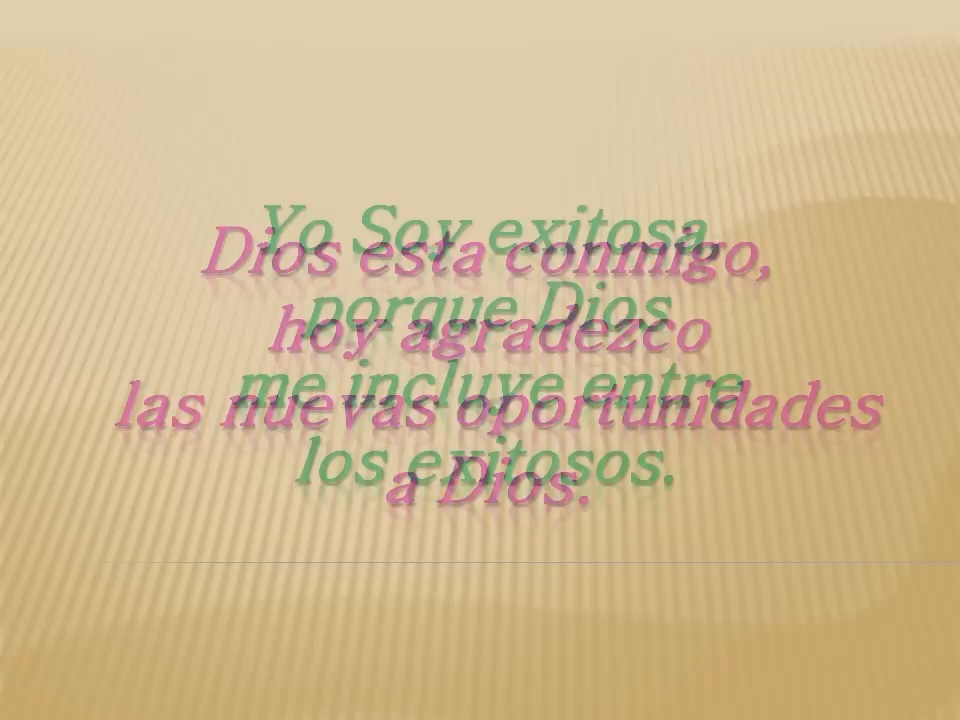 Yo Soy exitosa
porque Dios
me incluye entre
los exitosos.
Dios esta conmigo,
hoy agradezco
las nuevas oportunidades
a Dios.